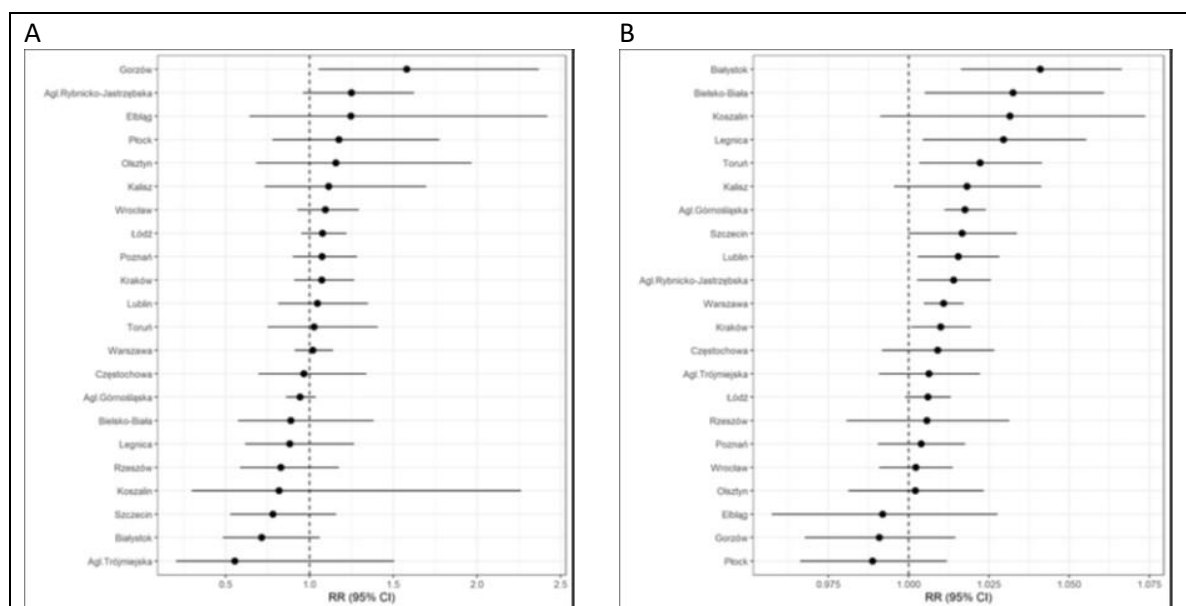 A
Gorzów
Agl.Rybnicko-Jastrzębska
Elbląg
Płock
Olsztyn
Kalisz
Wrocław
Łódź
Poznań
Kraków
Lublin
Toruń
Warszawa
Częstochowa
Agl.Górnośląska
Bielsko-Biała
Legnica
Rzeszów
Koszalin
Szczecin
Białystok
Agl.Trójmiejska
0.5 1.0 1.5 2.0 2.5
RR (95% CI)
B
Białystok
Bielsko-Biała
Koszalin
Legnica
Toruń
Kalisz
Agl.Górnośląska
Szczecin
Lublin
Agl.Rybnicko-Jastrzębska
Warszawa
Kraków
Częstochowa
Agl.Trójmiejska
Łódź
Rzeszów
Poznań
Wrocław
Olsztyn
Elbląg
Gorzów
Płock
0.975 1.000 1.025 1.050 1.075
RR (95% CI)